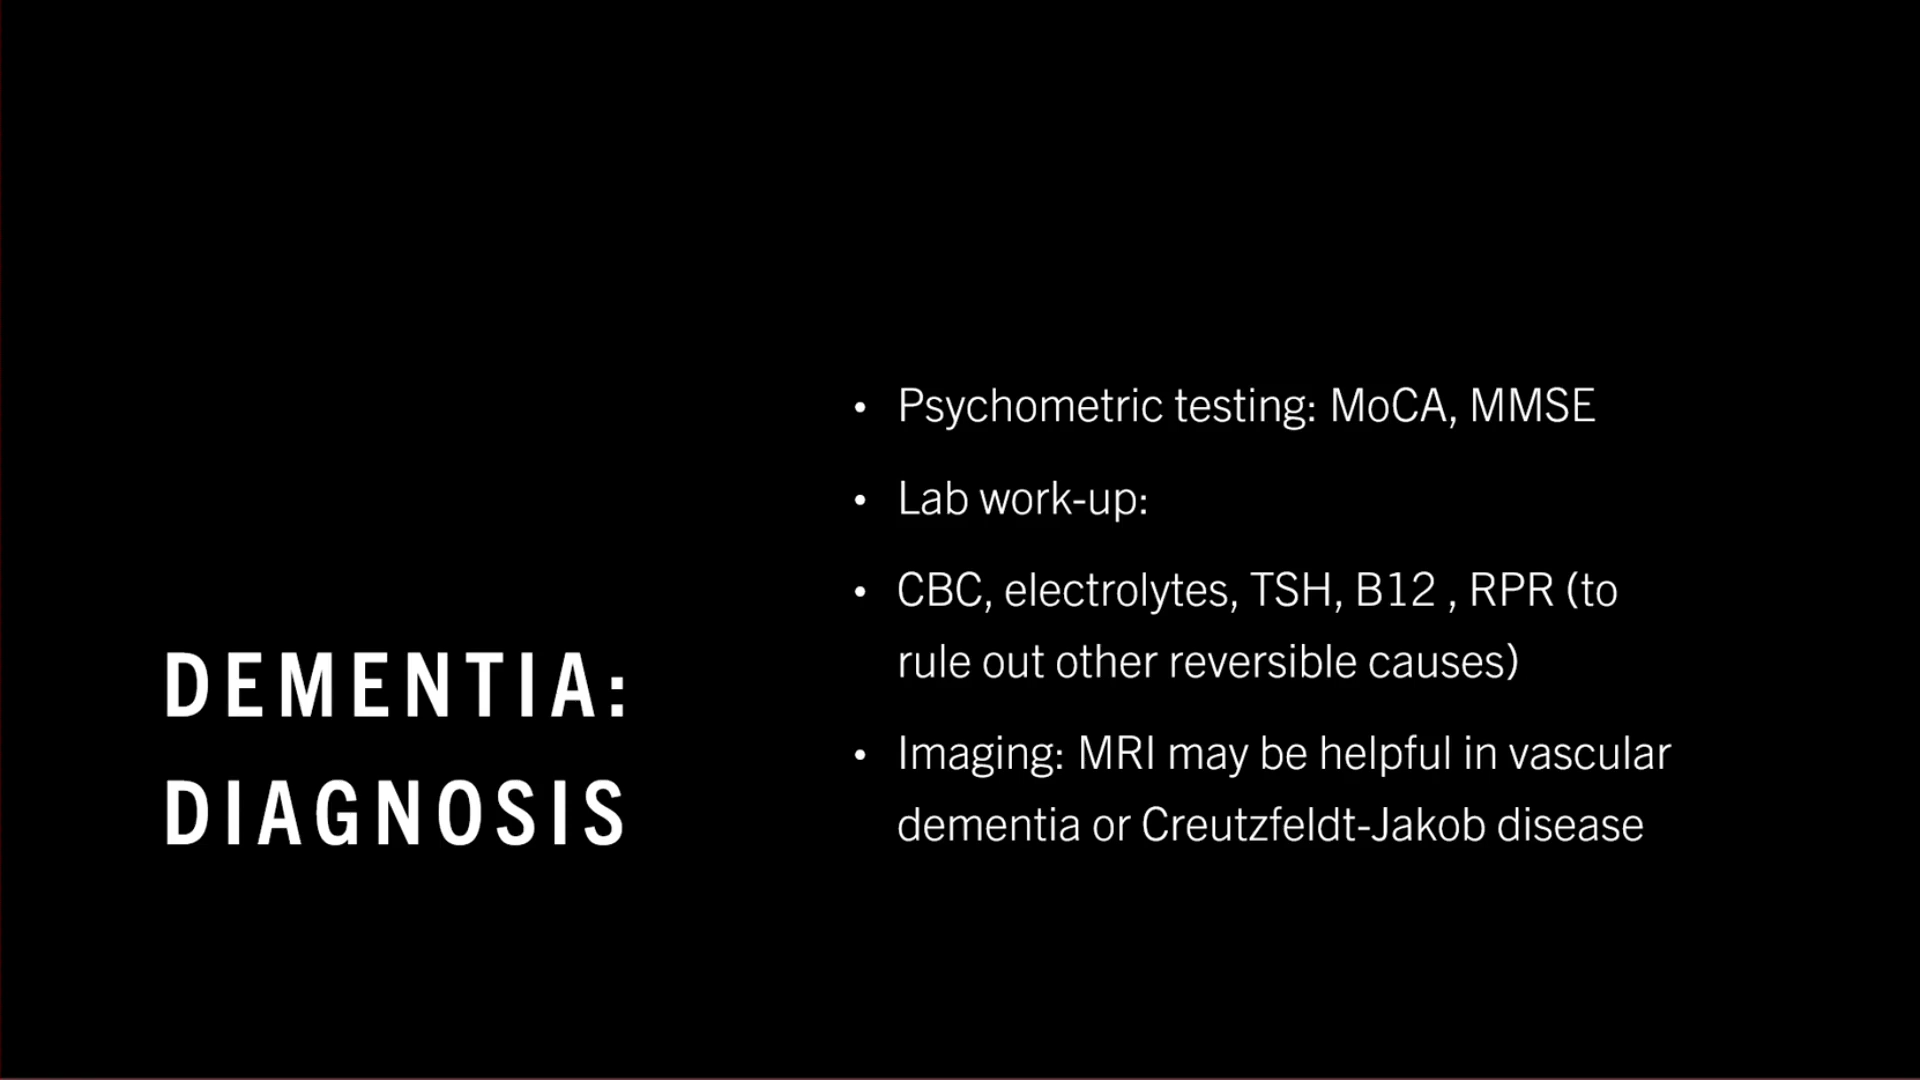 DEMENTIA:
DIAGNOSIS
• Psychometric testing: MoCA, MMSE
• Lab work-up:
• CBC, electrolytes, TSH, B12 , RPR (to
rule out other reversible causes)
• Imaging: MRI may be helpful in vascular
dementia or Creutzfeldt-Jakob disease